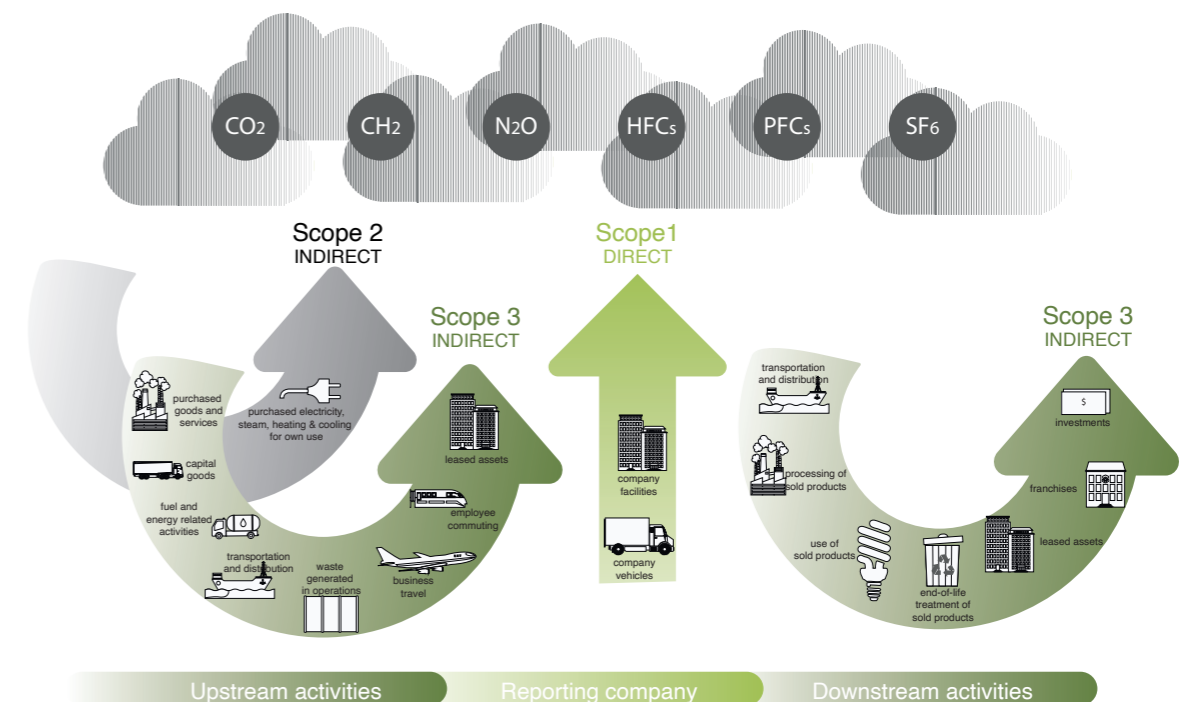 CO2
CH2
N2O
HFCs
PFCs
SF6
Scope 2
INDIRECT
Scope1
DIRECT
Scope 3
INDIRECT
Scope 3
INDIRECT
purchased
goods and
services
capital
goods
fuel and
energy related
activities
transportation
and distribution
waste
generated
in operations
business
travel
employee
commuting
leased assets
purchased electricity,
steam, heating & cooling
for own use
company
facilities
company
vehicles
transportation
and distribution
processing of
sold products
use of
sold products
end-of-life
treatment of
sold products
leased assets
franchises
$
investments
Upstream activities
Reporting company
Downstream activities